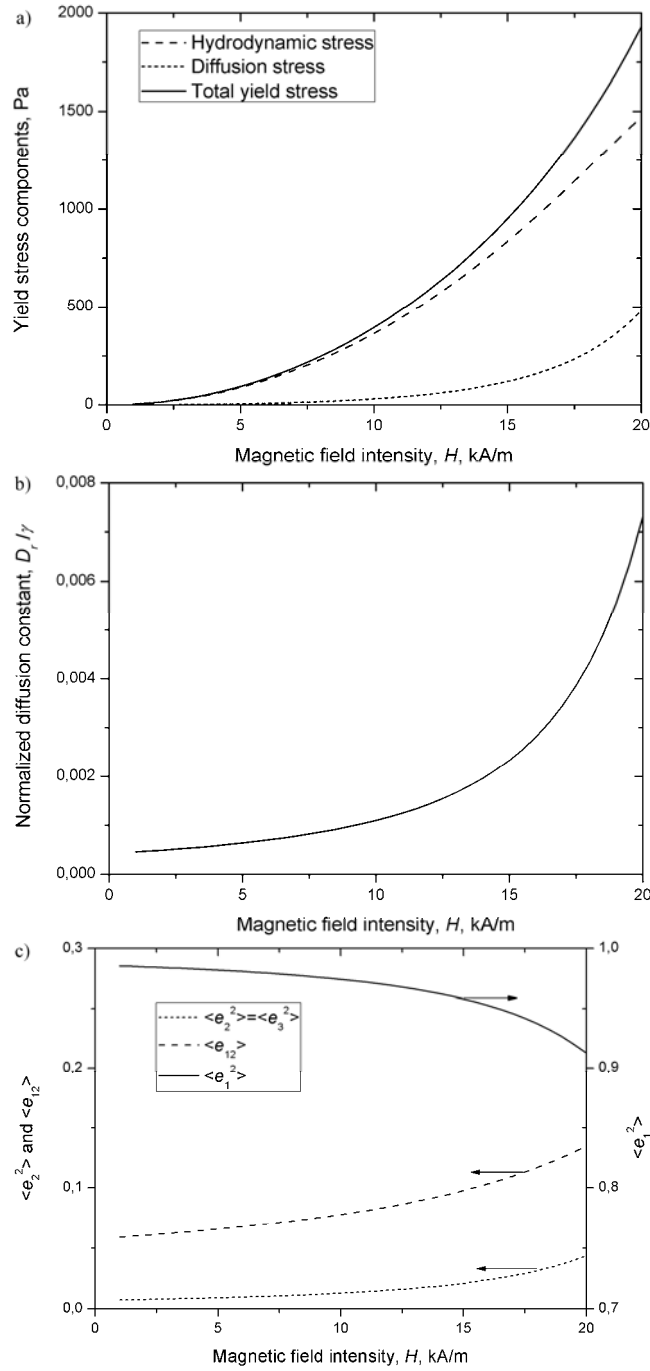 a)
2000
1500
1000
500
0
Yield stress components, Pa
Hydrodynamic stress
Diffusion stress
Total yield stress
0 5 10 15 20
Magnetic field intensity, H, kA/m
b)
0,008
0,006
0,004
0,002
0,000
Normalized diffusion constant, D_r/γ
0 5 10 15 20
Magnetic field intensity, H, kA/m
c)
0,3
0,2
0,1
0,0
<e_2^2> and <e_12>
<e_2^2>=<e_3^2>
<e_12>
<e_1^2>
1,0
0,9
0,8
0,7
<e_1^2>
0 5 10 15 20
Magnetic field intensity, H, kA/m